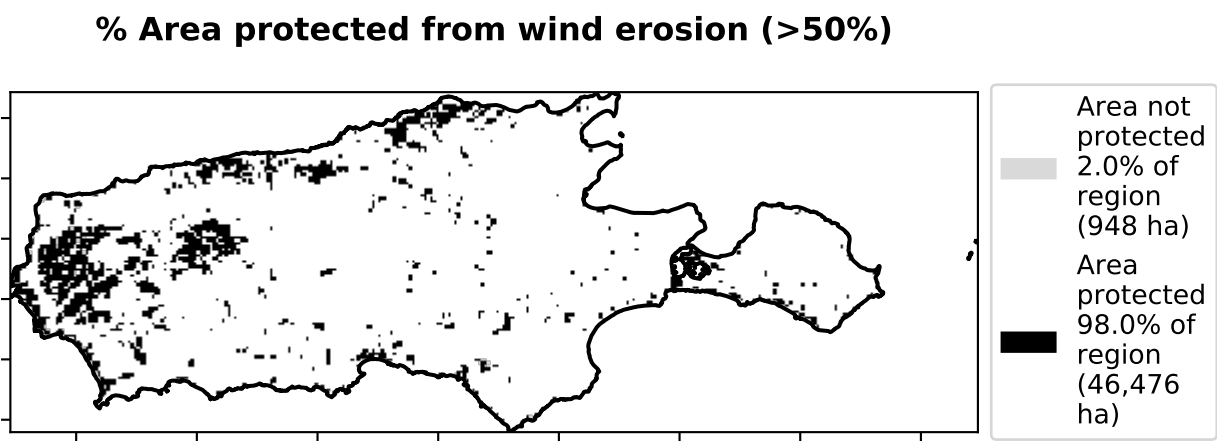 % Area protected from wind erosion (>50%)
Area not
protected
2.0% of
region
(948 ha)
Area
protected
98.0% of
region
(46,476
ha)